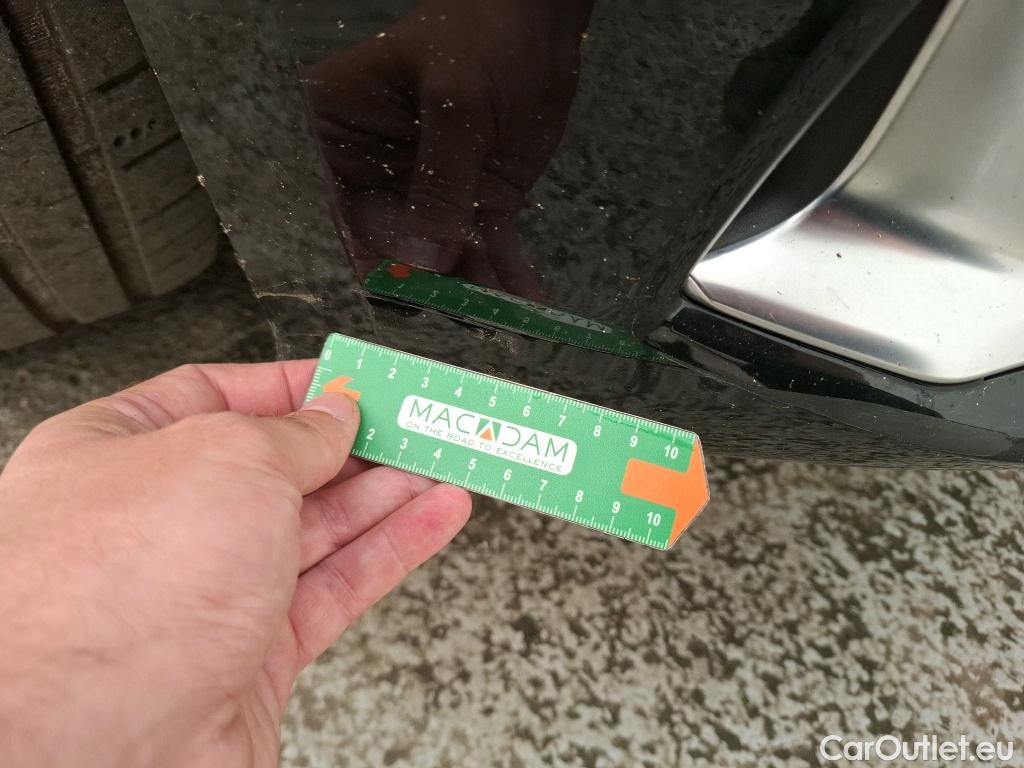 0 1 2 3 4 5 6 7 8 9 10
MACADAM
ON THE ROAD TO EXCELLENCE
2 3 4 5 6 7 8 9 10
CarOutlet.eu